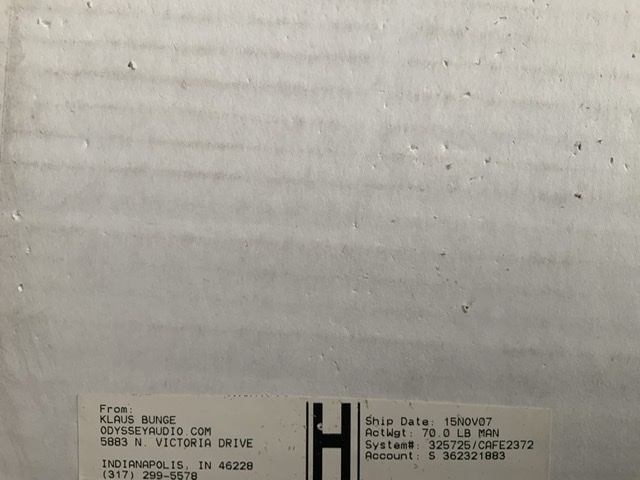 From:
KLAUS BUNGE
ODYSSEYAUDIO.COM
5883 N. VICTORIA DRIVE
INDIANAPOLIS, IN 46228
(317) 299-5578
H
Ship Date: 15NOV07
ActWgt: 70.0 LB MAN
System#: 325725/CAFE2372
Account: S 362321883